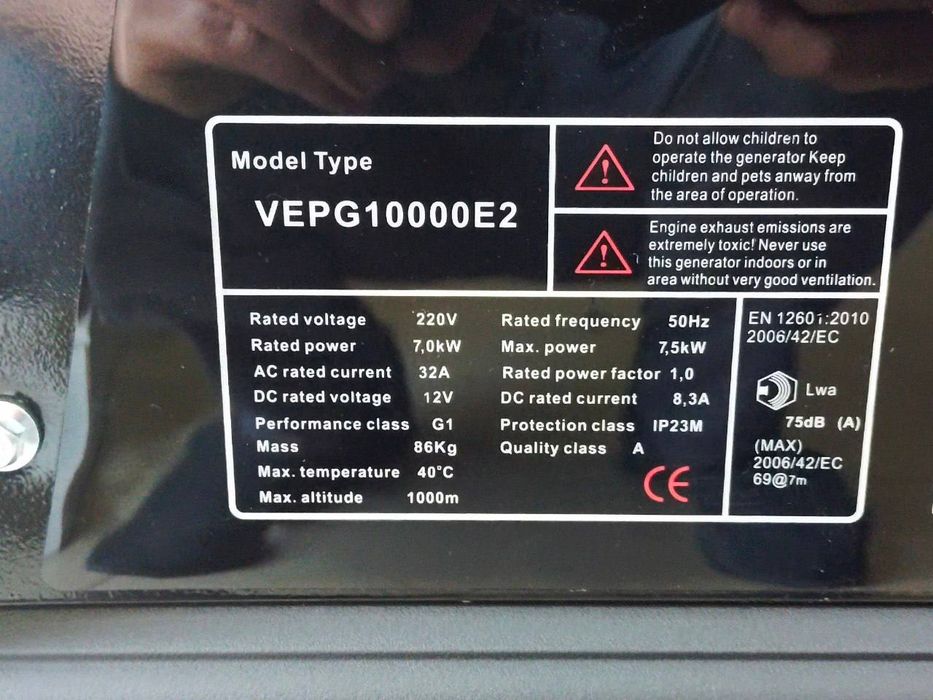 Model Type
VEPG10000E2
Do not allow children to
operate the generator Keep
children and pets anway from
the area of operation.
Engine exhaust emissions are
extremely toxic! Never use
this generator indoors or in
area without very good ventilation.
Rated voltage 220V Rated frequency 50Hz
Rated power 7,0kW Max. power 7,5kW
AC rated current 32A Rated power factor 1,0
DC rated voltage 12V DC rated current 8,3A
Performance class G1 Protection class IP23M
Mass 86Kg Quality class A
Max. temperature 40°C
Max. altitude 1000m
CE
EN 12601:2010
2006/42/EC
Lwa
75dB (A)
(MAX)
2006/42/EC
69@7m